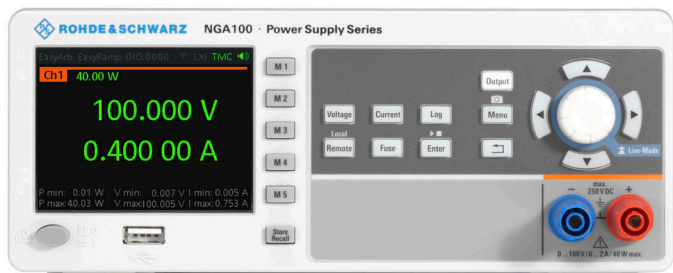 ROHDE&SCHWARZ NGA100 · Power Supply Series
EasyArb EasyRamp DIO:0000 LXI TMC
Ch1 40.00 W
100.000 V
0.400 00 A
P min: 0.01 W V min: 0.007 V I min: 0.005 A
P max: 40.03 W V max: 100.005 V I max: 0.753 A
M 1
M 2
M 3
M 4
M 5
Store
Recall
Output
Voltage
Current
Log
Menu
Local
Remote
Fuse
Enter
Live-Mode
max.
250 V DC
− +
0...100 V / 0...2 A / 40 W max.